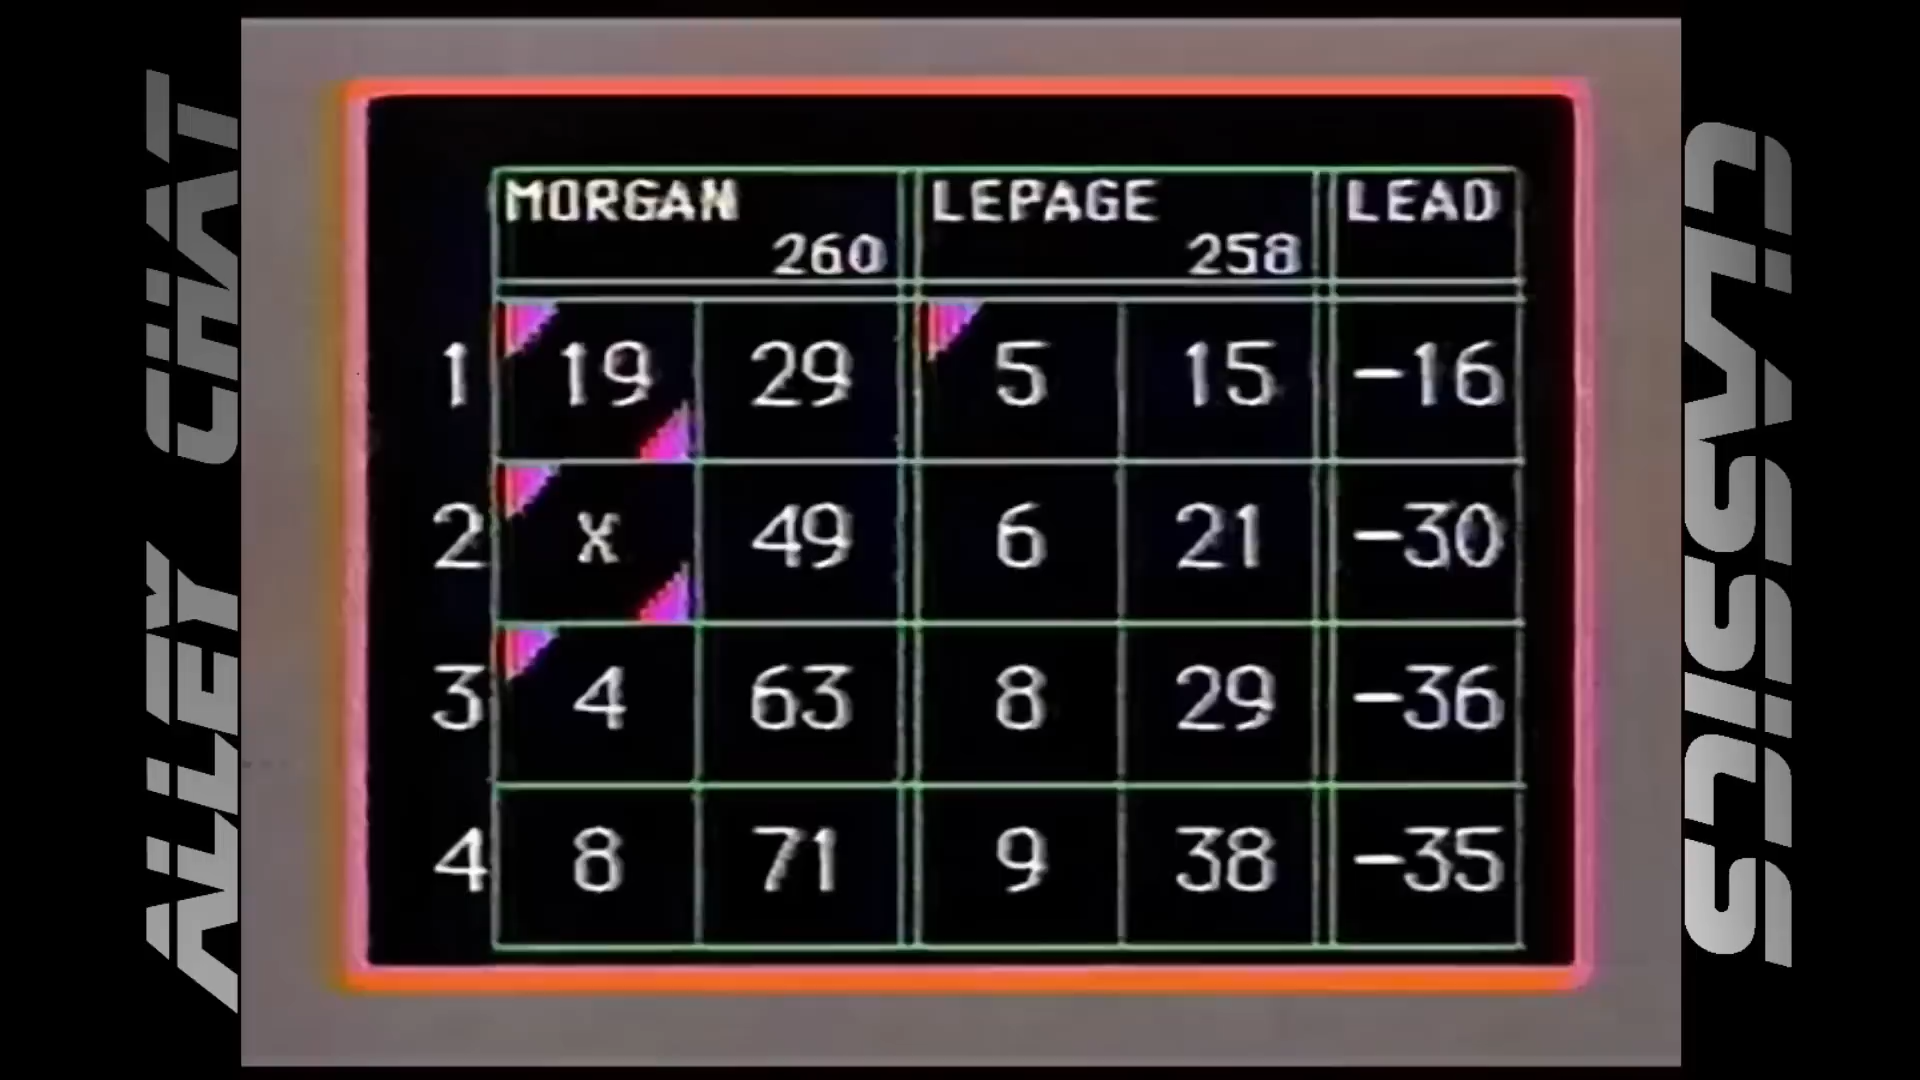 ALLEY CHAT
MORGAN LEPAGE LEAD
260 258
1 19 29 5 15 -16
2 X 49 6 21 -30
3 4 63 8 29 -36
4 8 71 9 38 -35
CLASSICS